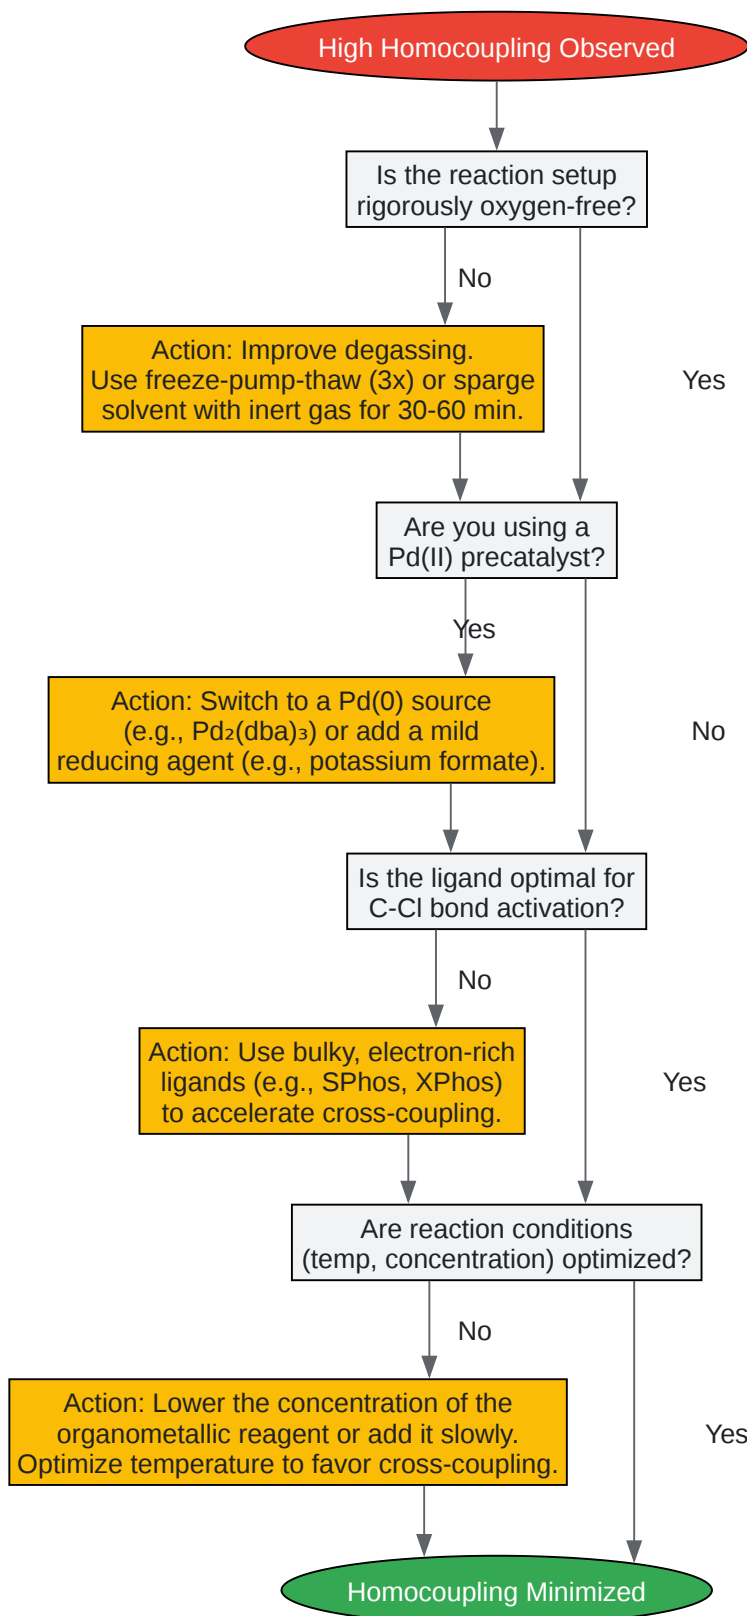 High Homocoupling Observed
Is the reaction setup
rigorously oxygen-free?
No
Action: Improve degassing.
Use freeze-pump-thaw (3x) or sparge
solvent with inert gas for 30-60 min.
Yes
Are you using a
Pd(II) precatalyst?
Yes
Action: Switch to a Pd(0) source
(e.g., Pd₂(dba)₃) or add a mild
reducing agent (e.g., potassium formate).
No
Is the ligand optimal for
C-Cl bond activation?
No
Action: Use bulky, electron-rich
ligands (e.g., SPhos, XPhos)
to accelerate cross-coupling.
Yes
Are reaction conditions
(temp, concentration) optimized?
No
Action: Lower the concentration of the
organometallic reagent or add it slowly.
Optimize temperature to favor cross-coupling.
Yes
Homocoupling Minimized